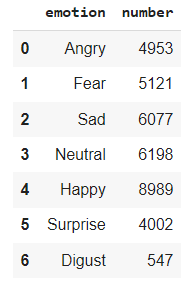 emotion number
0 Angry 4953
1 Fear 5121
2 Sad 6077
3 Neutral 6198
4 Happy 8989
5 Surprise 4002
6 Digust 547